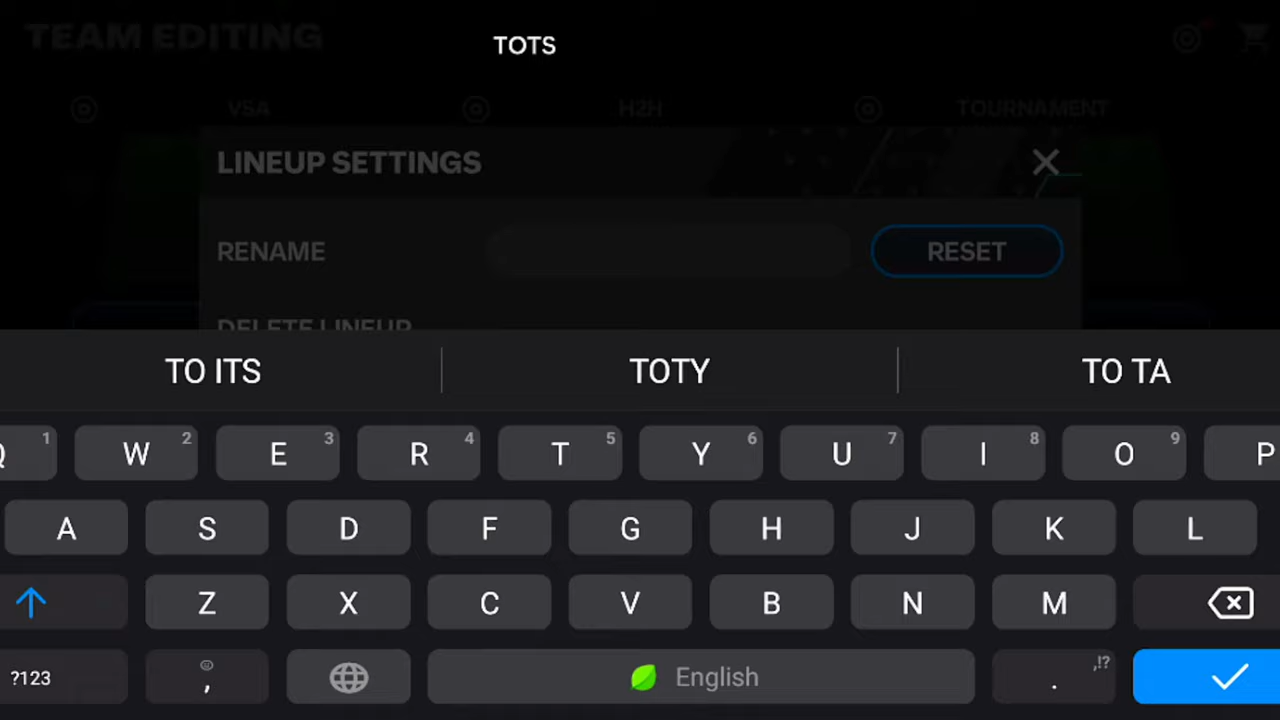 TEAM EDITING
TOTS
VSA H2H TOURNAMENT
LINEUP SETTINGS
RENAME RESET
DELETE LINEUP
TO ITS TOTY TO TA
Q 1 W 2 E 3 R 4 T 5 Y 6 U 7 I 8 O 9 P
A S D F G H J K L
Z X C V B N M
?123 , English . ,!?